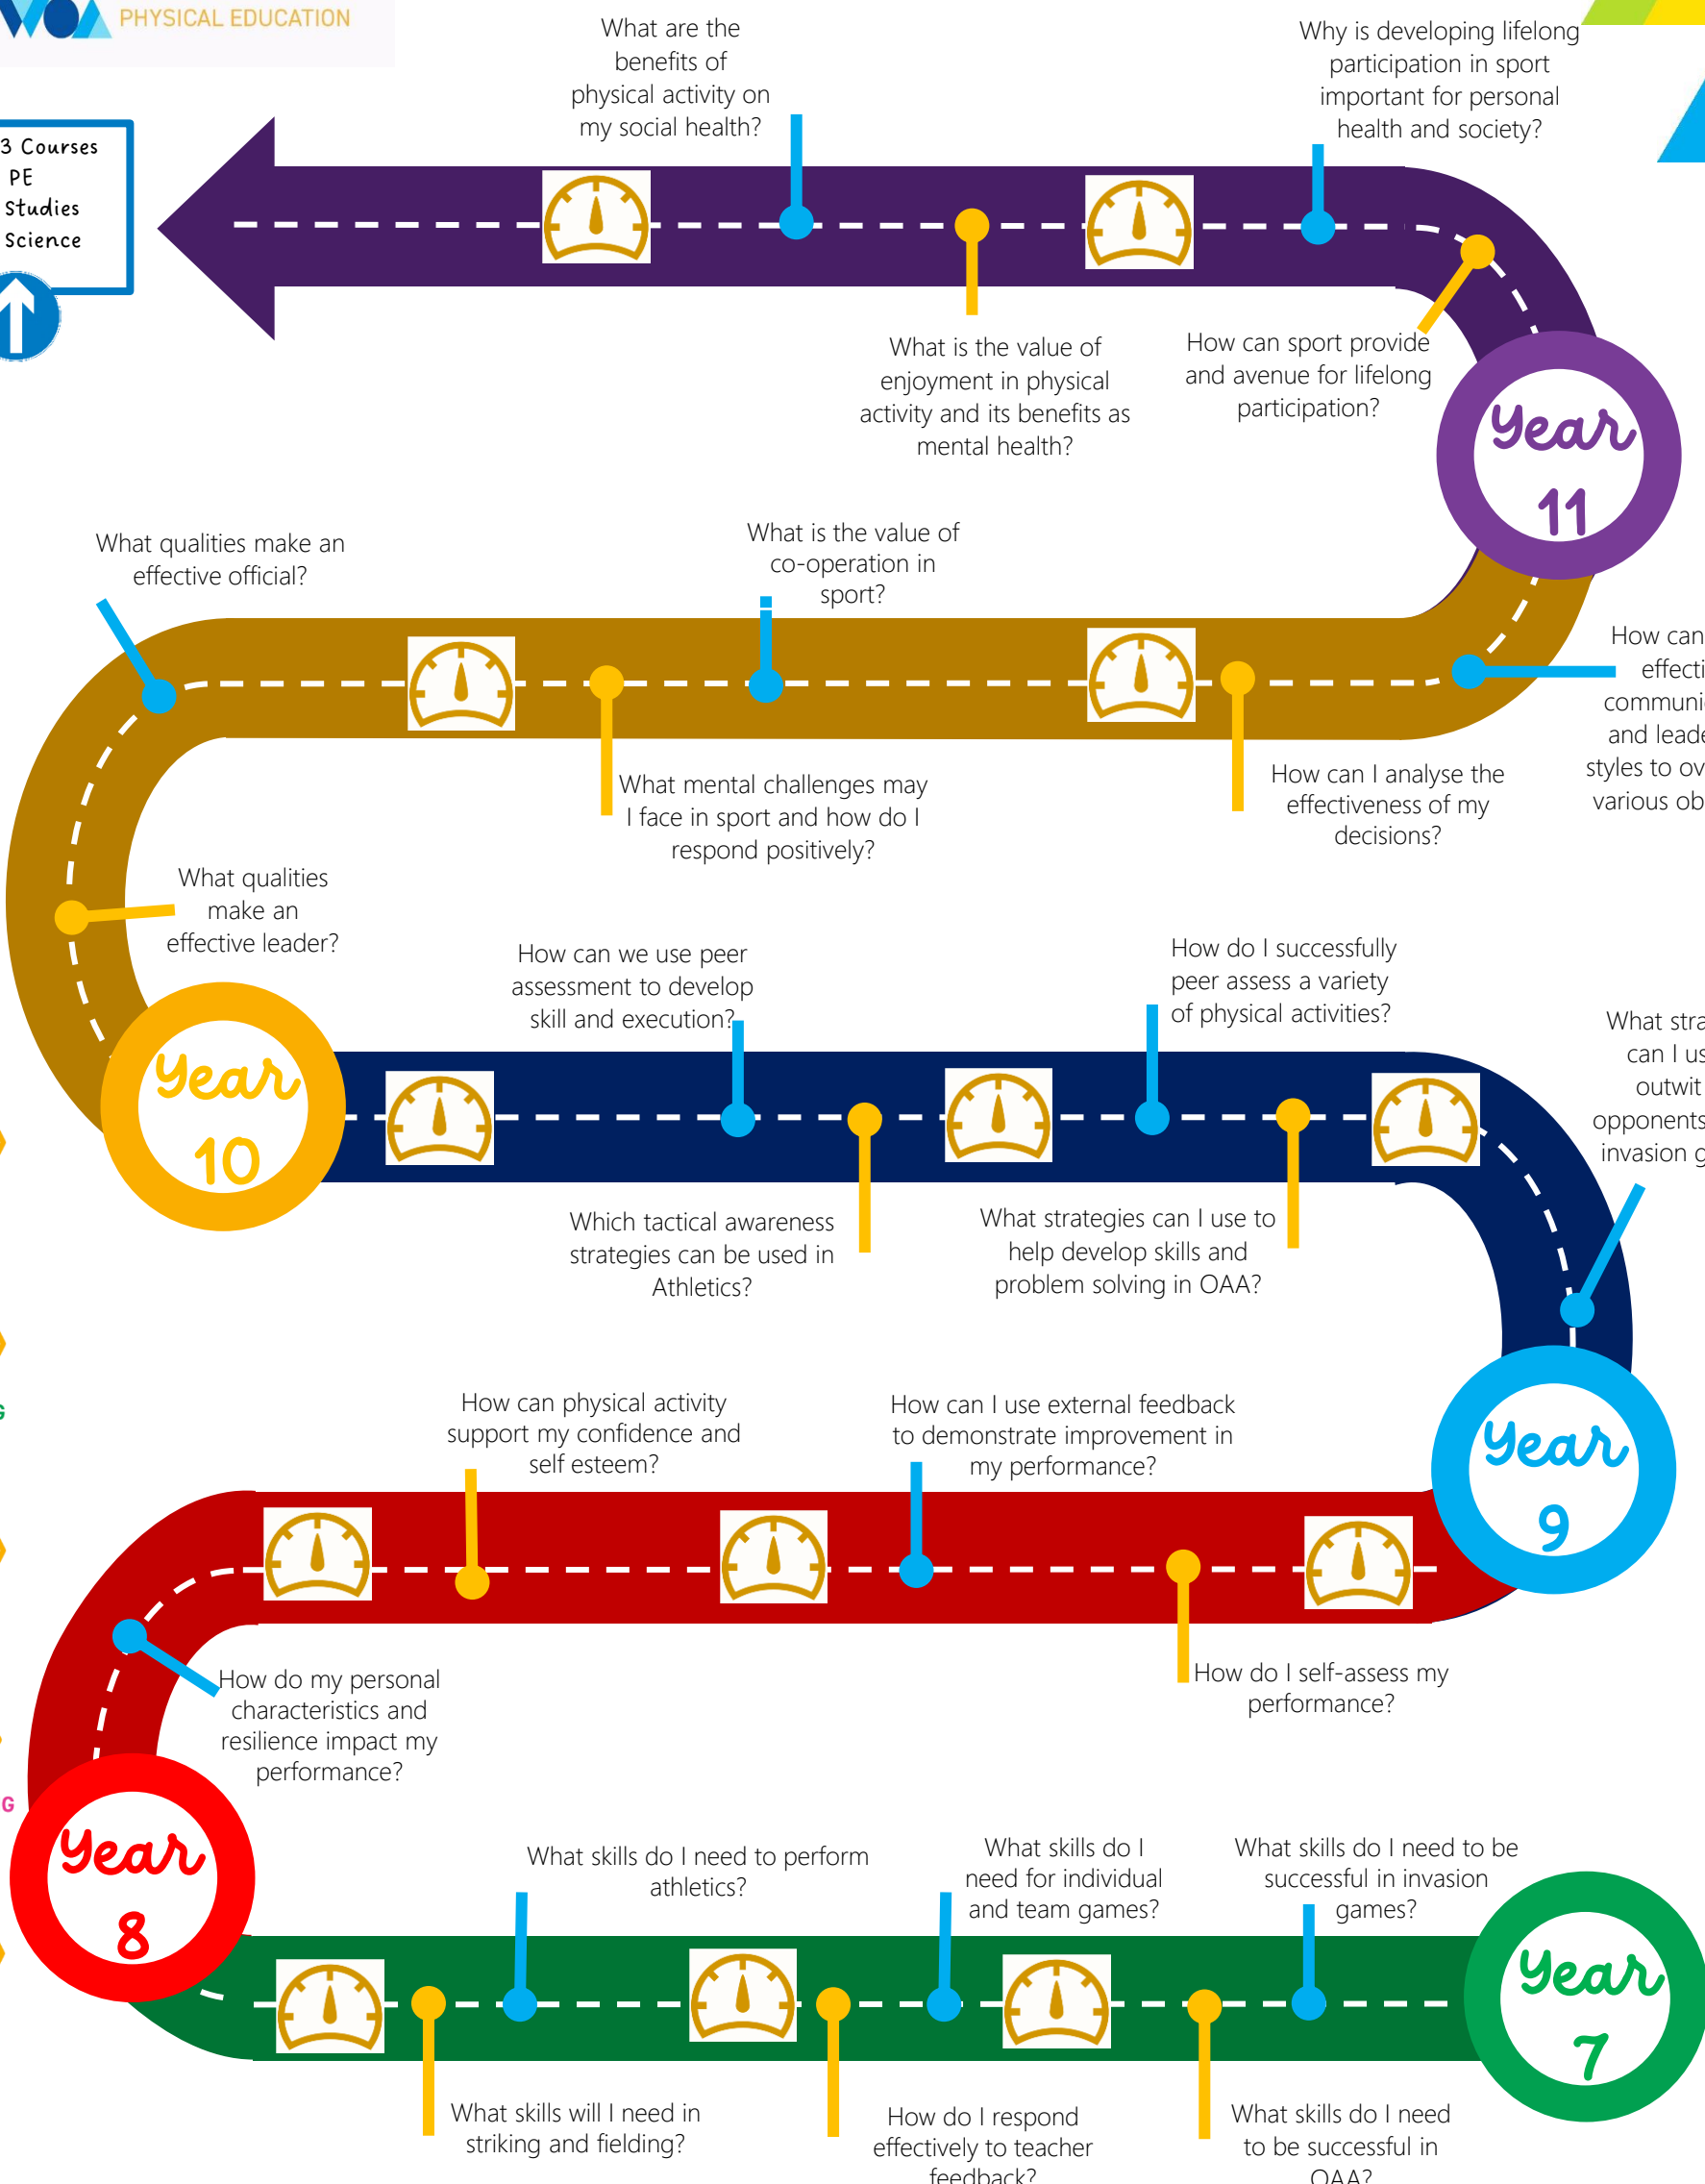 WOA PHYSICAL EDUCATION
What are the
benefits of
physical activity on
my social health?
Why is developing lifelong
participation in sport
important for personal
health and society?
3 Courses
PE
Studies
Science
What is the value of
enjoyment in physical
activity and its benefits as
mental health?
How can sport provide
and avenue for lifelong
participation?
Year
11
What qualities make an
effective official?
What is the value of
co-operation in
sport?
How can
effecti
communi
and leade
styles to ov
various ob
What mental challenges may
I face in sport and how do I
respond positively?
How can I analyse the
effectiveness of my
decisions?
What qualities
make an
effective leader?
How can we use peer
assessment to develop
skill and execution?
How do I successfully
peer assess a variety
of physical activities?
What stra
can I us
outwit
opponents
invasion g
Year
10
Which tactical awareness
strategies can be used in
Athletics?
What strategies can I use to
help develop skills and
problem solving in OAA?
How can physical activity
support my confidence and
self esteem?
How can I use external feedback
to demonstrate improvement in
my performance?
Year
9
How do my personal
characteristics and
resilience impact my
performance?
How do I self-assess my
performance?
G
Year
8
What skills do I need to perform
athletics?
What skills do I
need for individual
and team games?
What skills do I need to be
successful in invasion
games?
Year
7
What skills will I need in
striking and fielding?
How do I respond
effectively to teacher
feedback?
What skills do I need
to be successful in
OAA?